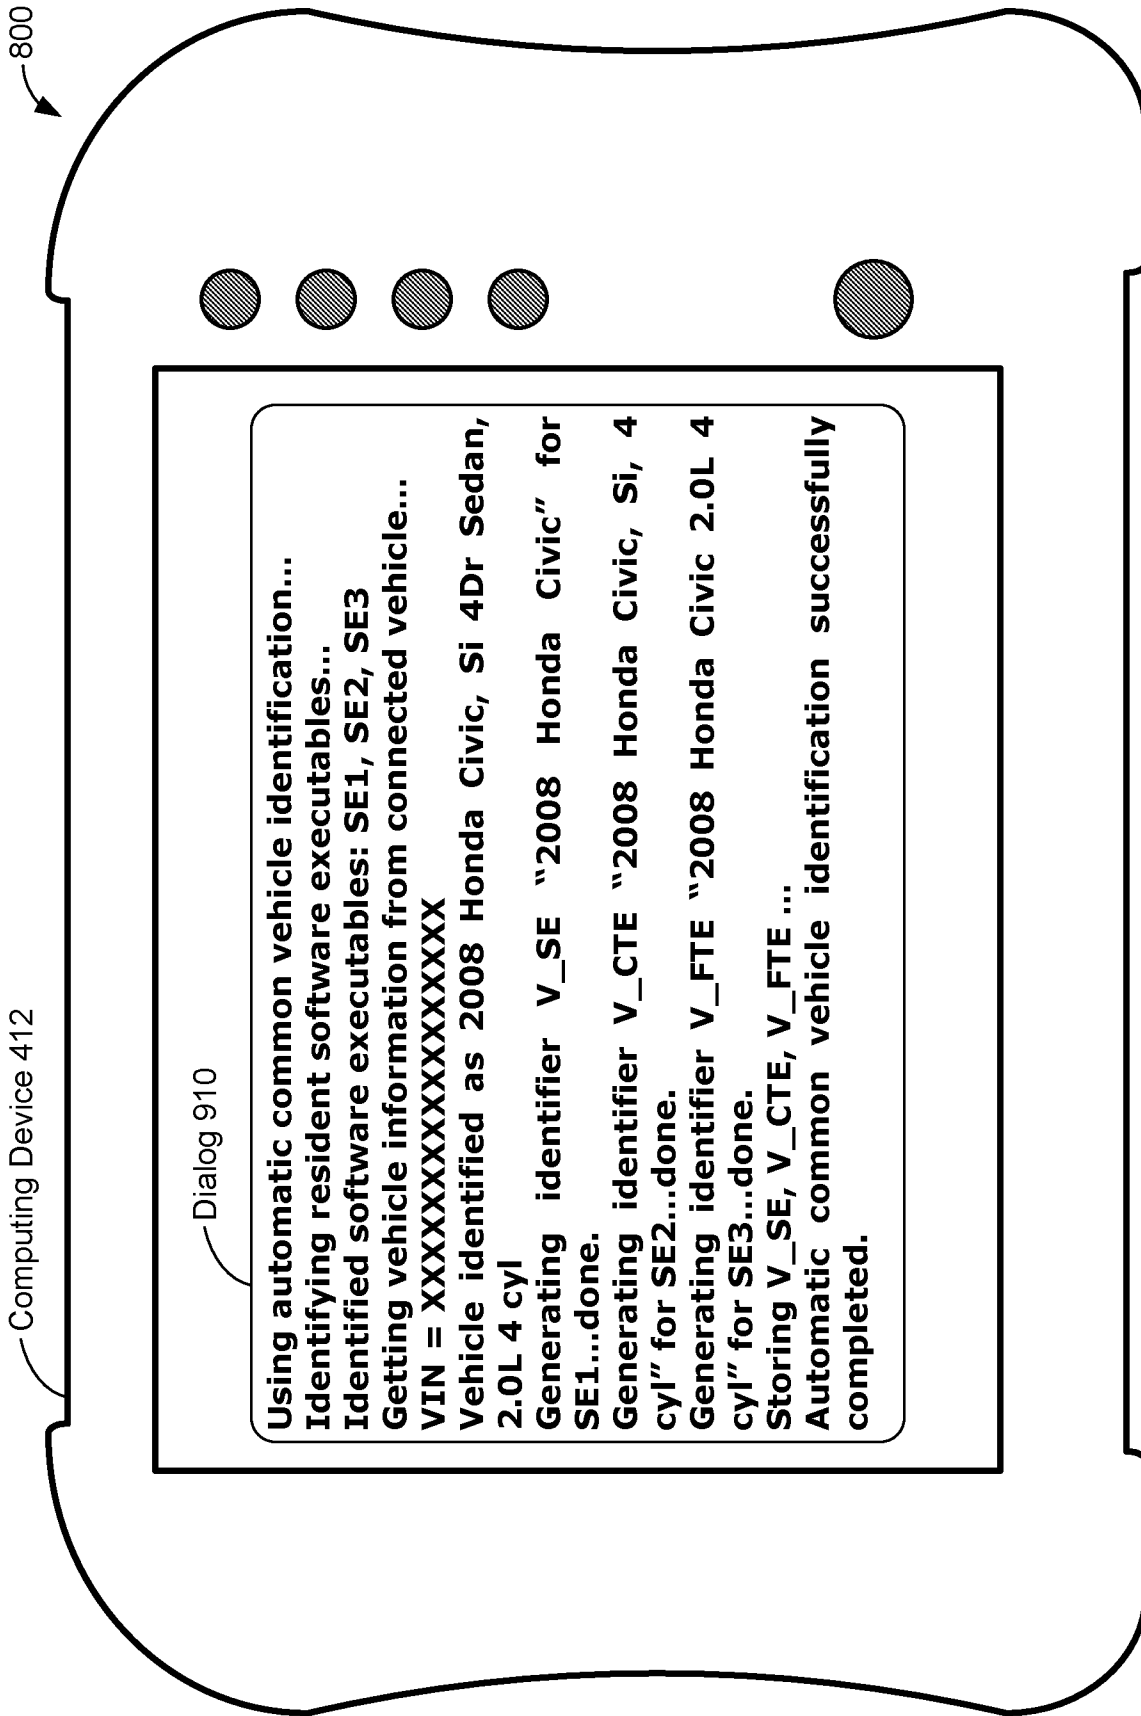 800
Computing Device 412
Dialog 910
Using automatic common vehicle identification...
Identifying resident software executables...
Identified software executables: SE1, SE2, SE3
Getting vehicle information from connected vehicle...
VIN = XXXXXXXXXXXXXXXXX
Vehicle identified as 2008 Honda Civic, Si 4Dr Sedan,
2.0L 4 cyl
Generating identifier V_SE “2008 Honda Civic” for
SE1...done.
Generating identifier V_CTE “2008 Honda Civic, Si, 4
cyl” for SE2...done.
Generating identifier V_FTE “2008 Honda Civic 2.0L 4
cyl” for SE3...done.
Storing V_SE, V_CTE, V_FTE ...
Automatic common vehicle identification successfully
completed.